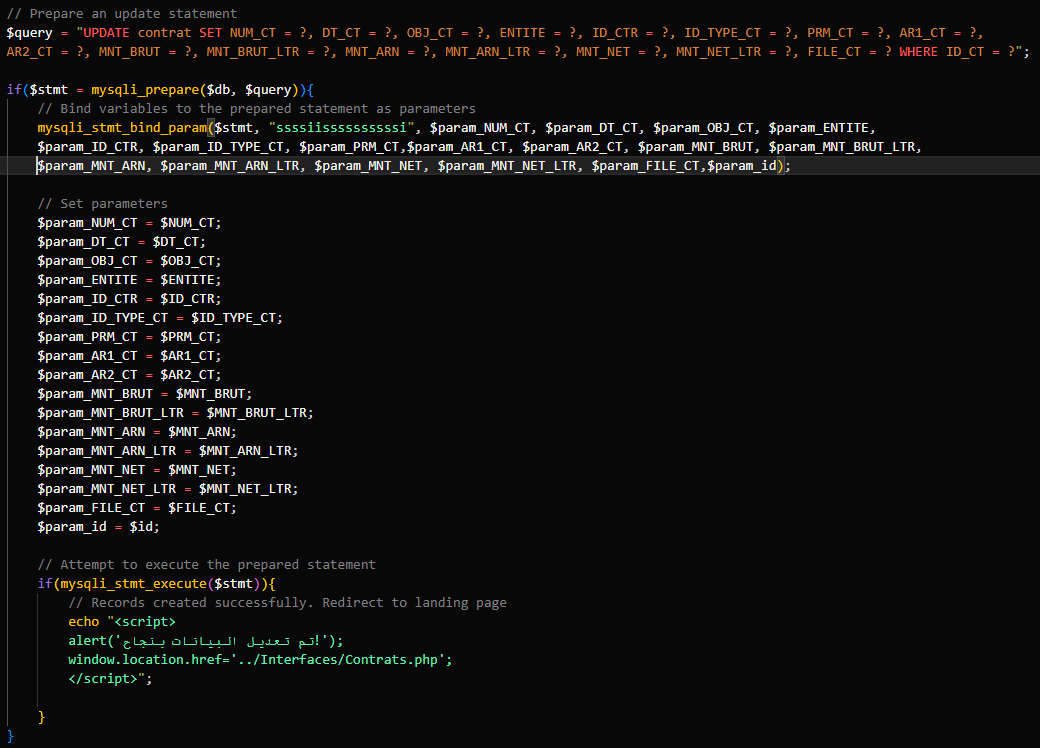 // Prepare an update statement
$query = "UPDATE contrat SET NUM_CT = ?, DT_CT = ?, OBJ_CT = ?, ENTITE = ?, ID_CTR = ?, ID_TYPE_CT = ?, PRM_CT = ?, AR1_CT = ?,
AR2_CT = ?, MNT_BRUT = ?, MNT_BRUT_LTR = ?, MNT_ARN = ?, MNT_ARN_LTR = ?, MNT_NET = ?, MNT_NET_LTR = ?, FILE_CT = ? WHERE ID_CT = ?";
if($stmt = mysqli_prepare($db, $query)){
// Bind variables to the prepared statement as parameters
mysqli_stmt_bind_param($stmt, "ssssiissssssssssi", $param_NUM_CT, $param_DT_CT, $param_OBJ_CT, $param_ENTITE,
$param_ID_CTR, $param_ID_TYPE_CT, $param_PRM_CT,$param_AR1_CT, $param_AR2_CT, $param_MNT_BRUT, $param_MNT_BRUT_LTR,
$param_MNT_ARN, $param_MNT_ARN_LTR, $param_MNT_NET, $param_MNT_NET_LTR, $param_FILE_CT,$param_id);
// Set parameters
$param_NUM_CT = $NUM_CT;
$param_DT_CT = $DT_CT;
$param_OBJ_CT = $OBJ_CT;
$param_ENTITE = $ENTITE;
$param_ID_CTR = $ID_CTR;
$param_ID_TYPE_CT = $ID_TYPE_CT;
$param_PRM_CT = $PRM_CT;
$param_AR1_CT = $AR1_CT;
$param_AR2_CT = $AR2_CT;
$param_MNT_BRUT = $MNT_BRUT;
$param_MNT_BRUT_LTR = $MNT_BRUT_LTR;
$param_MNT_ARN = $MNT_ARN;
$param_MNT_ARN_LTR = $MNT_ARN_LTR;
$param_MNT_NET = $MNT_NET;
$param_MNT_NET_LTR = $MNT_NET_LTR;
$param_FILE_CT = $FILE_CT;
$param_id = $id;
// Attempt to execute the prepared statement
if(mysqli_stmt_execute($stmt)){
// Records created successfully. Redirect to landing page
echo "<script>
alert('تم تعديل البيانات بنجاح!');
window.location.href='../Interfaces/Contrats.php';
</script>";
}
}